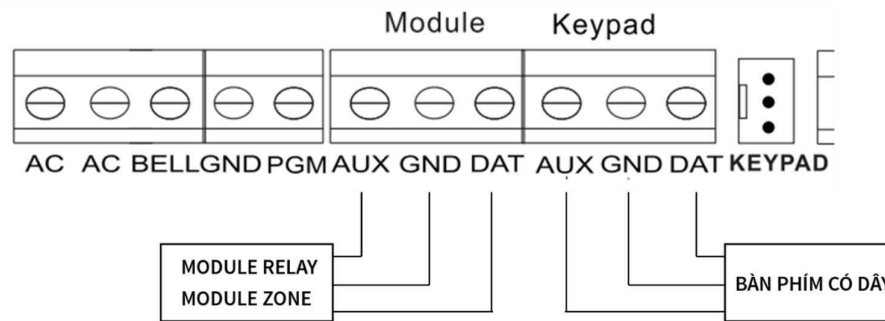 Module Keypad
AC AC BELL GND PGM AUX GND DAT AUX GND DAT KEYPAD
MODULE RELAY
MODULE ZONE
BÀN PHÍM CÓ DÂY